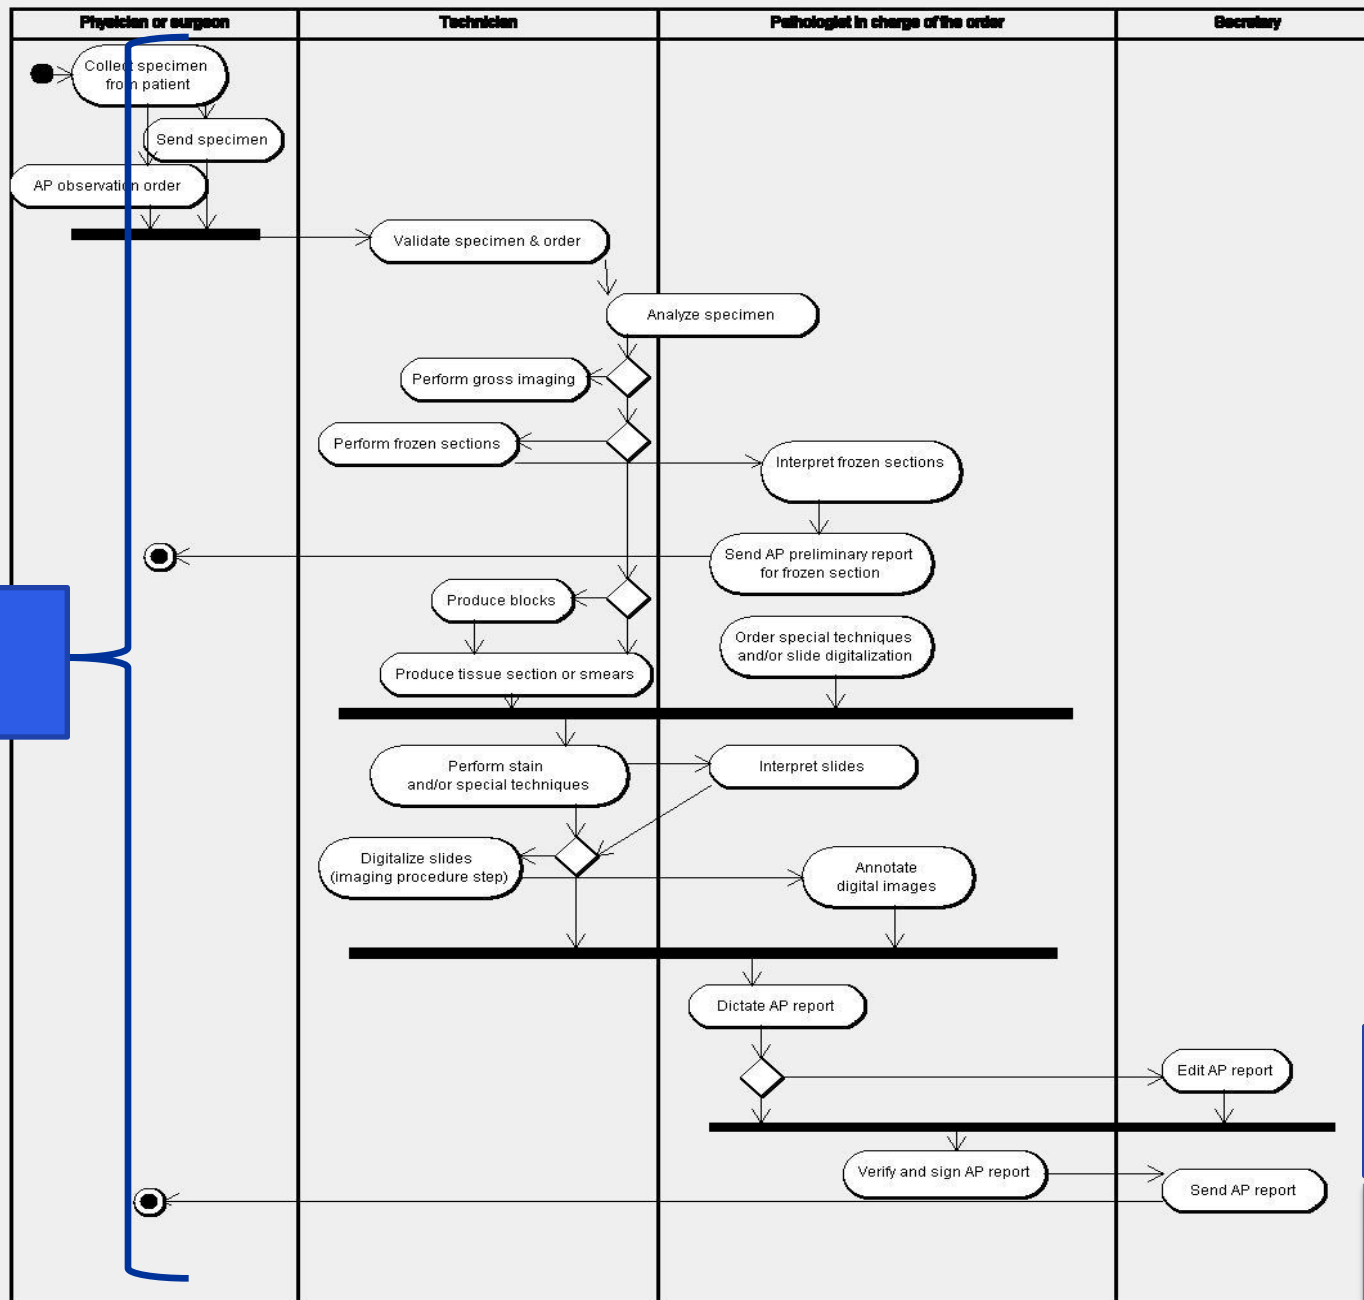 Physician or surgeon
Technician
Pathologist in charge of the order
Secretary
Collect specimen
from patient
Send specimen
AP observation order
Validate specimen & order
Analyze specimen
Perform gross imaging
Perform frozen sections
Interpret frozen sections
Send AP preliminary report
for frozen section
Produce blocks
Order special techniques
and/or slide digitalization
Produce tissue section or smears
Perform stain
and/or special techniques
Interpret slides
Digitalize slides
(imaging procedure step)
Annotate
digital images
Dictate AP report
Edit AP report
Verify and sign AP report
Send AP report